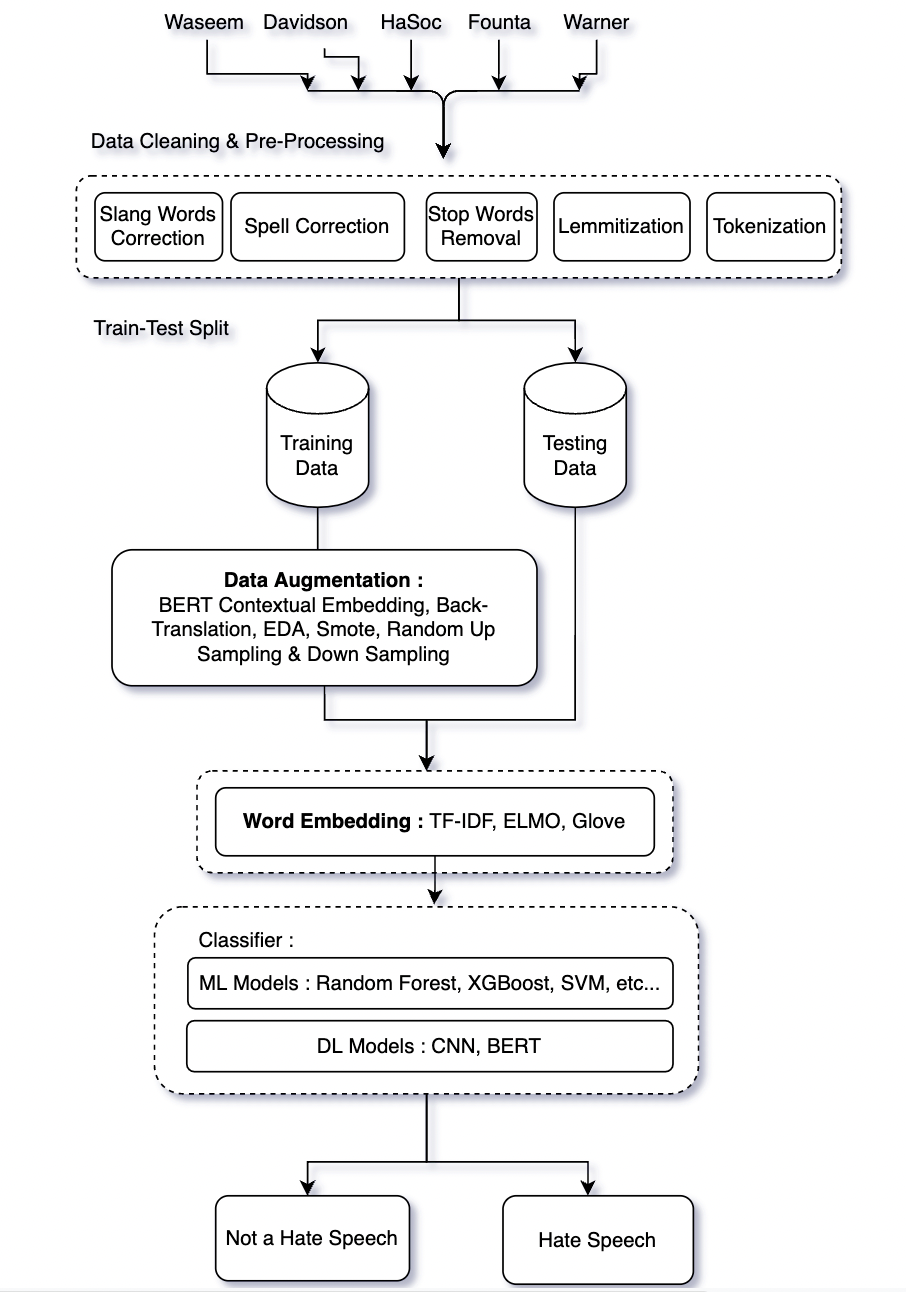 Waseem Davidson HaSoc Founta Warner
Data Cleaning & Pre-Processing
Slang Words
Correction
Spell Correction
Stop Words
Removal
Lemmitization
Tokenization
Train-Test Split
Training
Data
Testing
Data
Data Augmentation :
BERT Contextual Embedding, Back-
Translation, EDA, Smote, Random Up
Sampling & Down Sampling
Word Embedding : TF-IDF, ELMO, Glove
Classifier :
ML Models : Random Forest, XGBoost, SVM, etc...
DL Models : CNN, BERT
Not a Hate Speech
Hate Speech